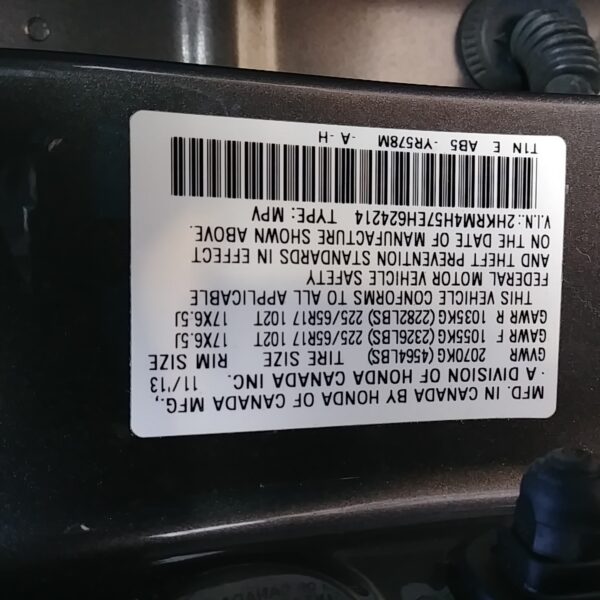 MFD. IN CANADA BY HONDA OF CANADA MFG.,
· A DIVISION OF HONDA CANADA INC. 11/'13
GVWR 2070KG (4564LBS) TIRE SIZE RIM SIZE
GAWR F 1055KG (2326LBS) 225/65R17 102T 17X6.5J
GAWR R 1035KG (2282LBS) 225/65R17 102T 17X6.5J
THIS VEHICLE CONFORMS TO ALL APPLICABLE
FEDERAL MOTOR VEHICLE SAFETY
AND THEFT PREVENTION STANDARDS IN EFFECT
ON THE DATE OF MANUFACTURE SHOWN ABOVE.
V.I.N.:2HKRM4H57EH624214 TYPE: MPV
T1N E AB5 -YR578M -A -H